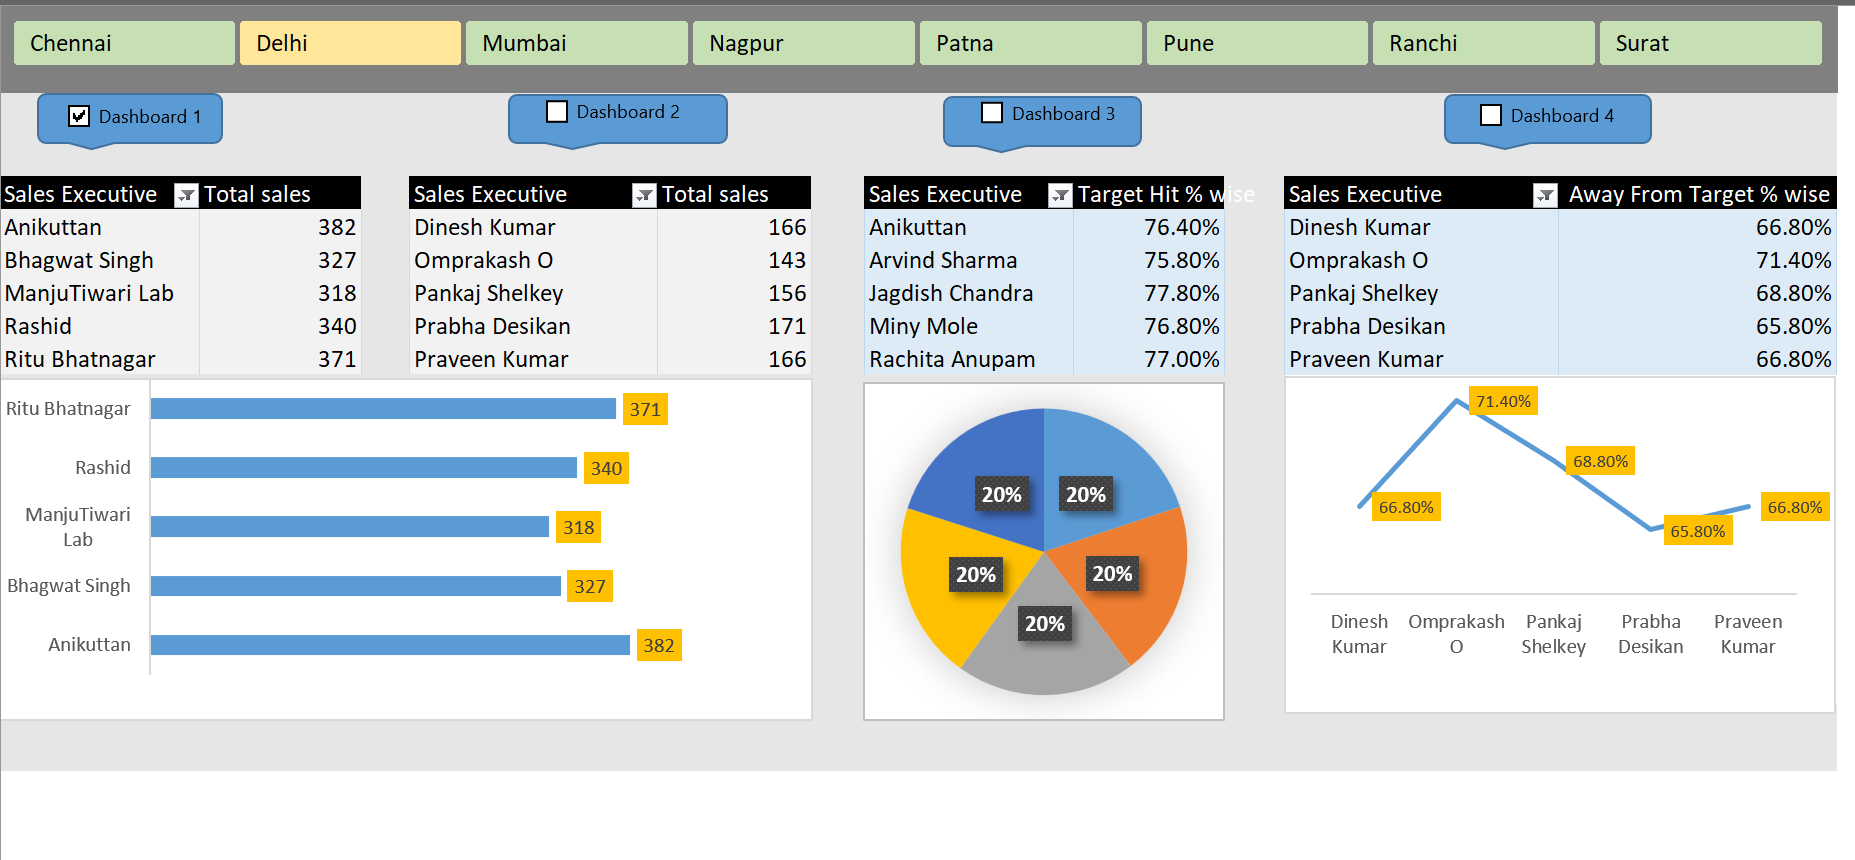 Chennai
Delhi
Mumbai
Nagpur
Patna
Pune
Ranchi
Surat
Dashboard 1
Dashboard 2
Dashboard 3
Dashboard 4
Sales Executive Total sales
Anikuttan 382
Bhagwat Singh 327
ManjuTiwari Lab 318
Rashid 340
Ritu Bhatnagar 371
Sales Executive Total sales
Dinesh Kumar 166
Omprakash O 143
Pankaj Shelkey 156
Prabha Desikan 171
Praveen Kumar 166
Sales Executive Target Hit % wise
Anikuttan 76.40%
Arvind Sharma 75.80%
Jagdish Chandra 77.80%
Miny Mole 76.80%
Rachita Anupam 77.00%
Sales Executive Away From Target % wise
Dinesh Kumar 66.80%
Omprakash O 71.40%
Pankaj Shelkey 68.80%
Prabha Desikan 65.80%
Praveen Kumar 66.80%
Ritu Bhatnagar 371
Rashid 340
ManjuTiwari
Lab 318
Bhagwat Singh 327
Anikuttan 382
20% 20%
20% 20%
20%
71.40%
68.80%
66.80% 66.80%
65.80%
Dinesh Omprakash Pankaj Prabha Praveen
Kumar O Shelkey Desikan Kumar